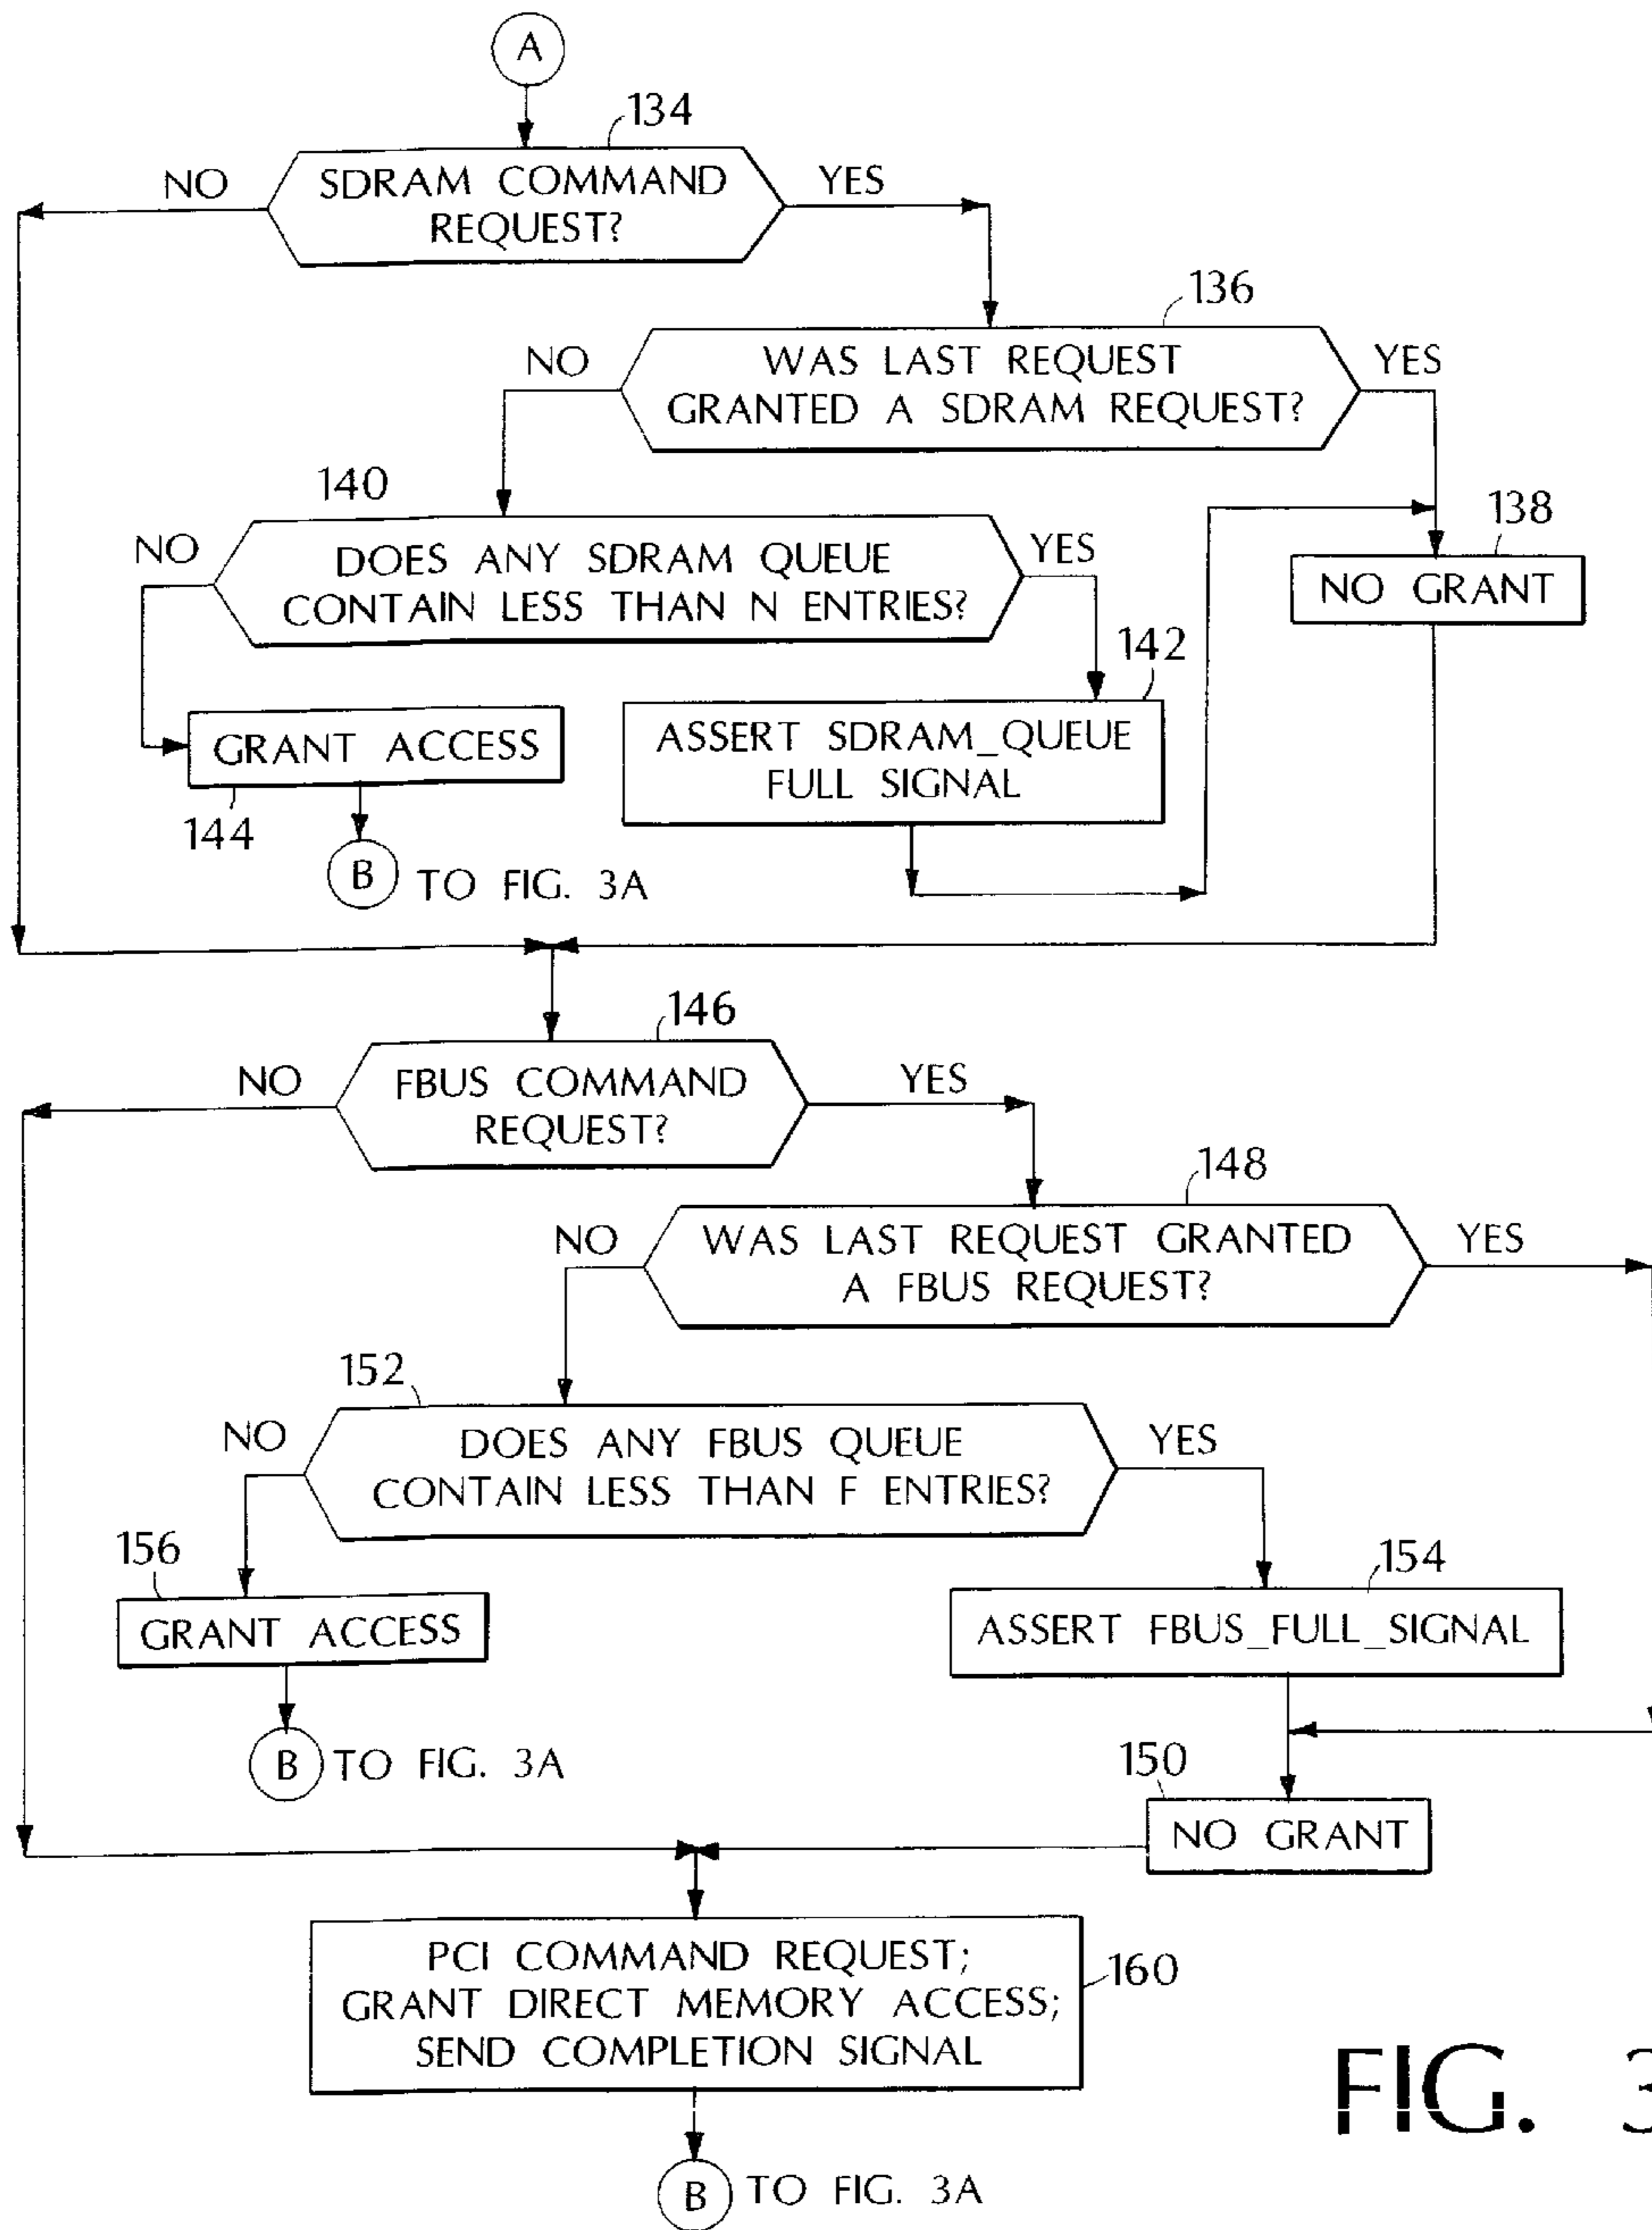 A
134
NO
SDRAM COMMAND
REQUEST?
YES
136
NO
WAS LAST REQUEST
GRANTED A SDRAM REQUEST?
YES
140
NO
DOES ANY SDRAM QUEUE
CONTAIN LESS THAN N ENTRIES?
YES
138
NO GRANT
142
GRANT ACCESS
144
ASSERT SDRAM_QUEUE
FULL SIGNAL
B TO FIG. 3A
146
NO
FBUS COMMAND
REQUEST?
YES
148
NO
WAS LAST REQUEST GRANTED
A FBUS REQUEST?
YES
152
NO
DOES ANY FBUS QUEUE
CONTAIN LESS THAN F ENTRIES?
YES
156
GRANT ACCESS
154
ASSERT FBUS_FULL_SIGNAL
B TO FIG. 3A
150
NO GRANT
PCI COMMAND REQUEST;
GRANT DIRECT MEMORY ACCESS;
SEND COMPLETION SIGNAL
160
B TO FIG. 3A
FIG.